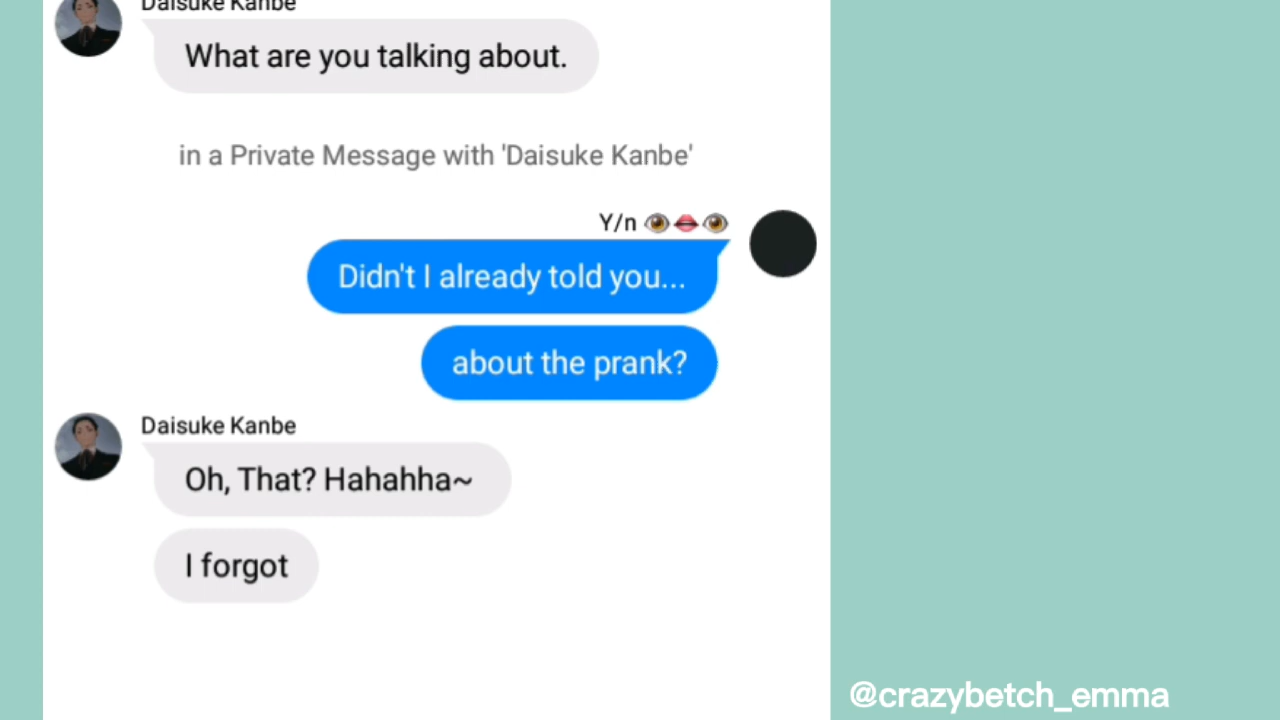 Daisuke Kanbe
What are you talking about.
in a Private Message with 'Daisuke Kanbe'
Y/n 👁️👄👁️
Didn't I already told you...
about the prank?
Daisuke Kanbe
Oh, That? Hahahha~
I forgot
@crazybetch_emma